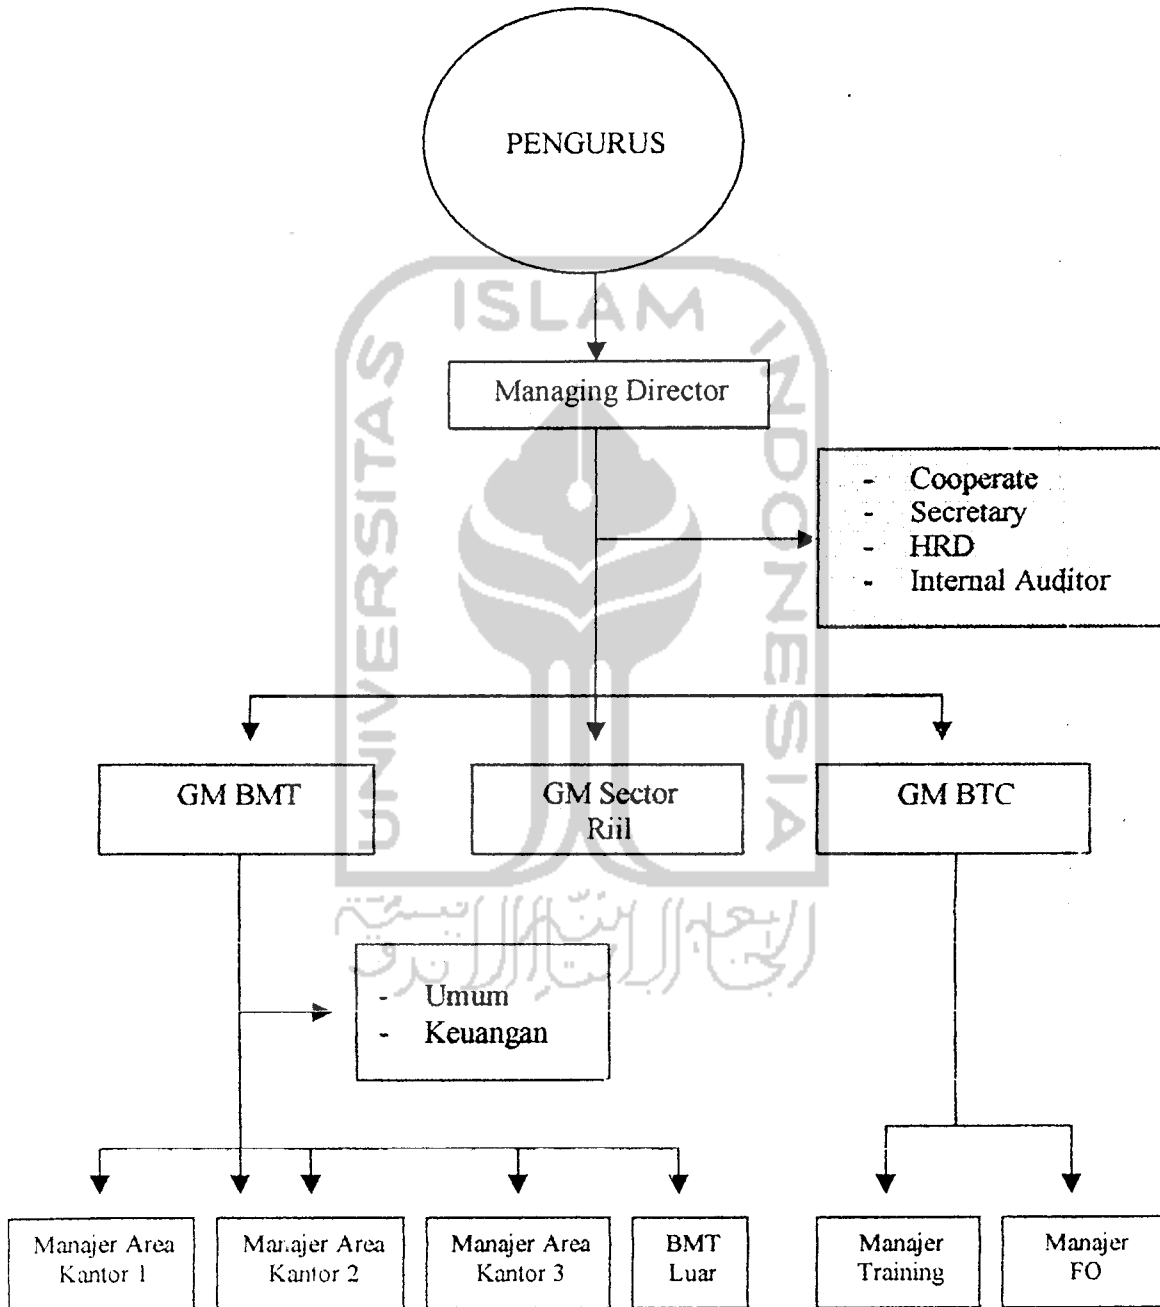 PENGURUS
ISLAM
UNIVERSITAS
INDONESIA
Managing Director
- Cooperate
- Secretary
- HRD
- Internal Auditor
GM BMT
GM Sector
Riil
GM BTC
- Umum
- Keuangan
Manajer Area
Kantor 1
Manajer Area
Kantor 2
Manajer Area
Kantor 3
BMT
Luar
Manajer
Training
Manajer
FO